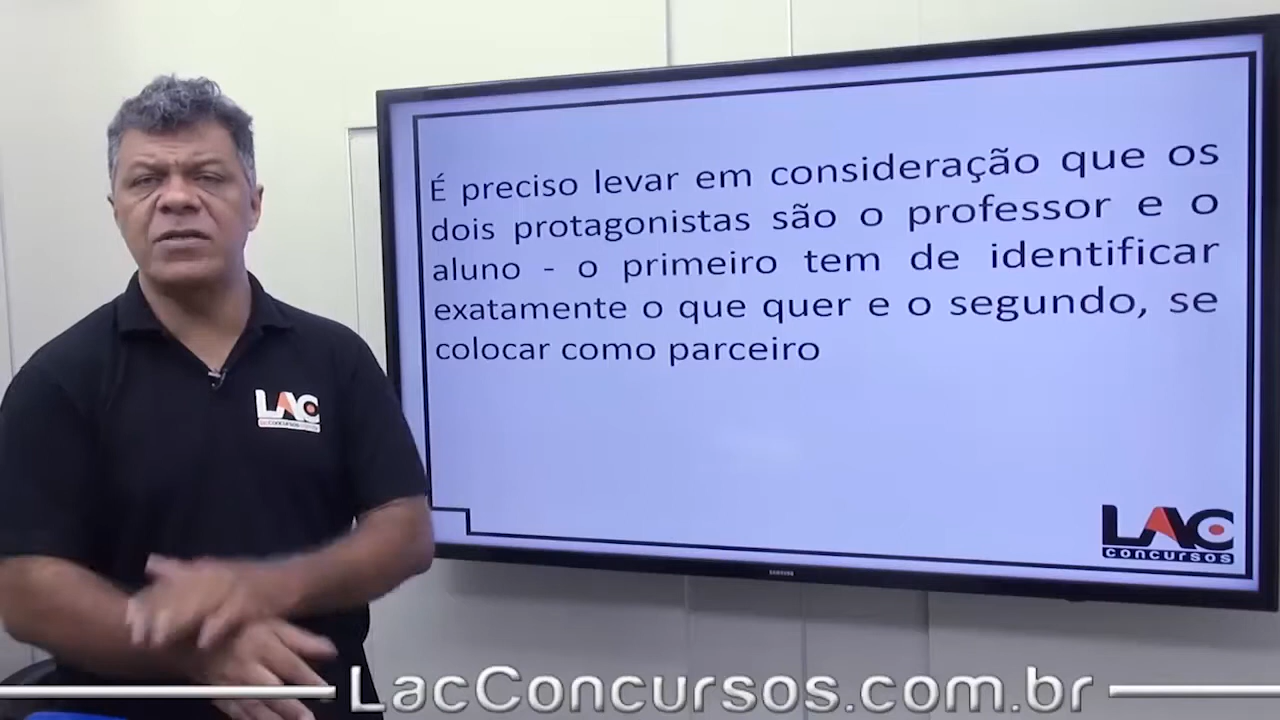 É preciso levar em consideração que os
dois protagonistas são o professor e o
aluno - o primeiro tem de identificar
exatamente o que quer e o segundo, se
colocar como parceiro
LAC
concursos
LAC
SAMSUNG
LacConcursos.com.br